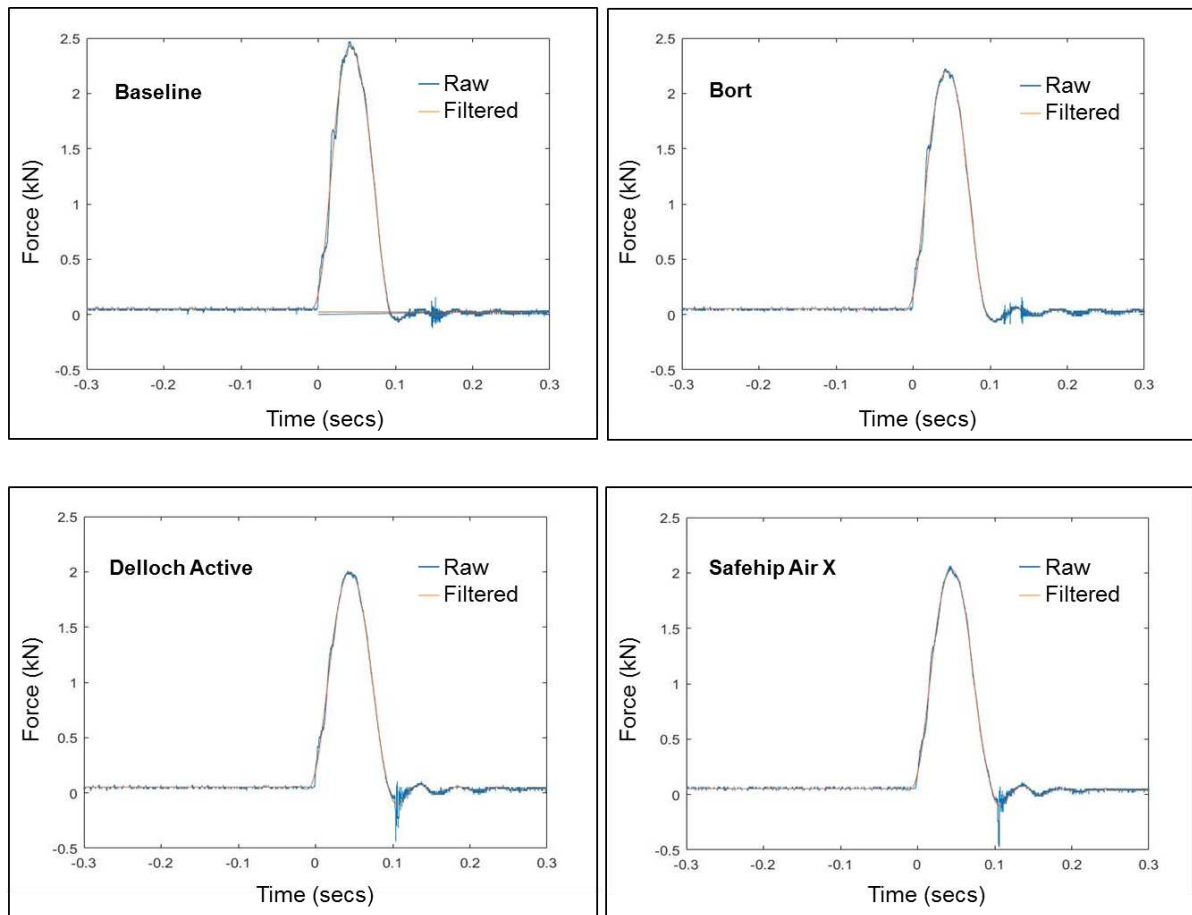 Baseline
Raw
Filtered
Force (kN)
2.5
2
1.5
1
0.5
0
-0.5
-0.3
-0.2
-0.1
0
0.1
0.2
0.3
Time (secs)
Bort
Raw
Filtered
Force (kN)
2.5
2
1.5
1
0.5
0
-0.5
-0.3
-0.2
-0.1
0
0.1
0.2
0.3
Time (secs)
Delloch Active
Raw
Filtered
Force (kN)
2.5
2
1.5
1
0.5
0
-0.5
-0.3
-0.2
-0.1
0
0.1
0.2
0.3
Time (secs)
Safehip Air X
Raw
Filtered
Force (kN)
2.5
2
1.5
1
0.5
0
-0.5
-0.3
-0.2
-0.1
0
0.1
0.2
0.3
Time (secs)